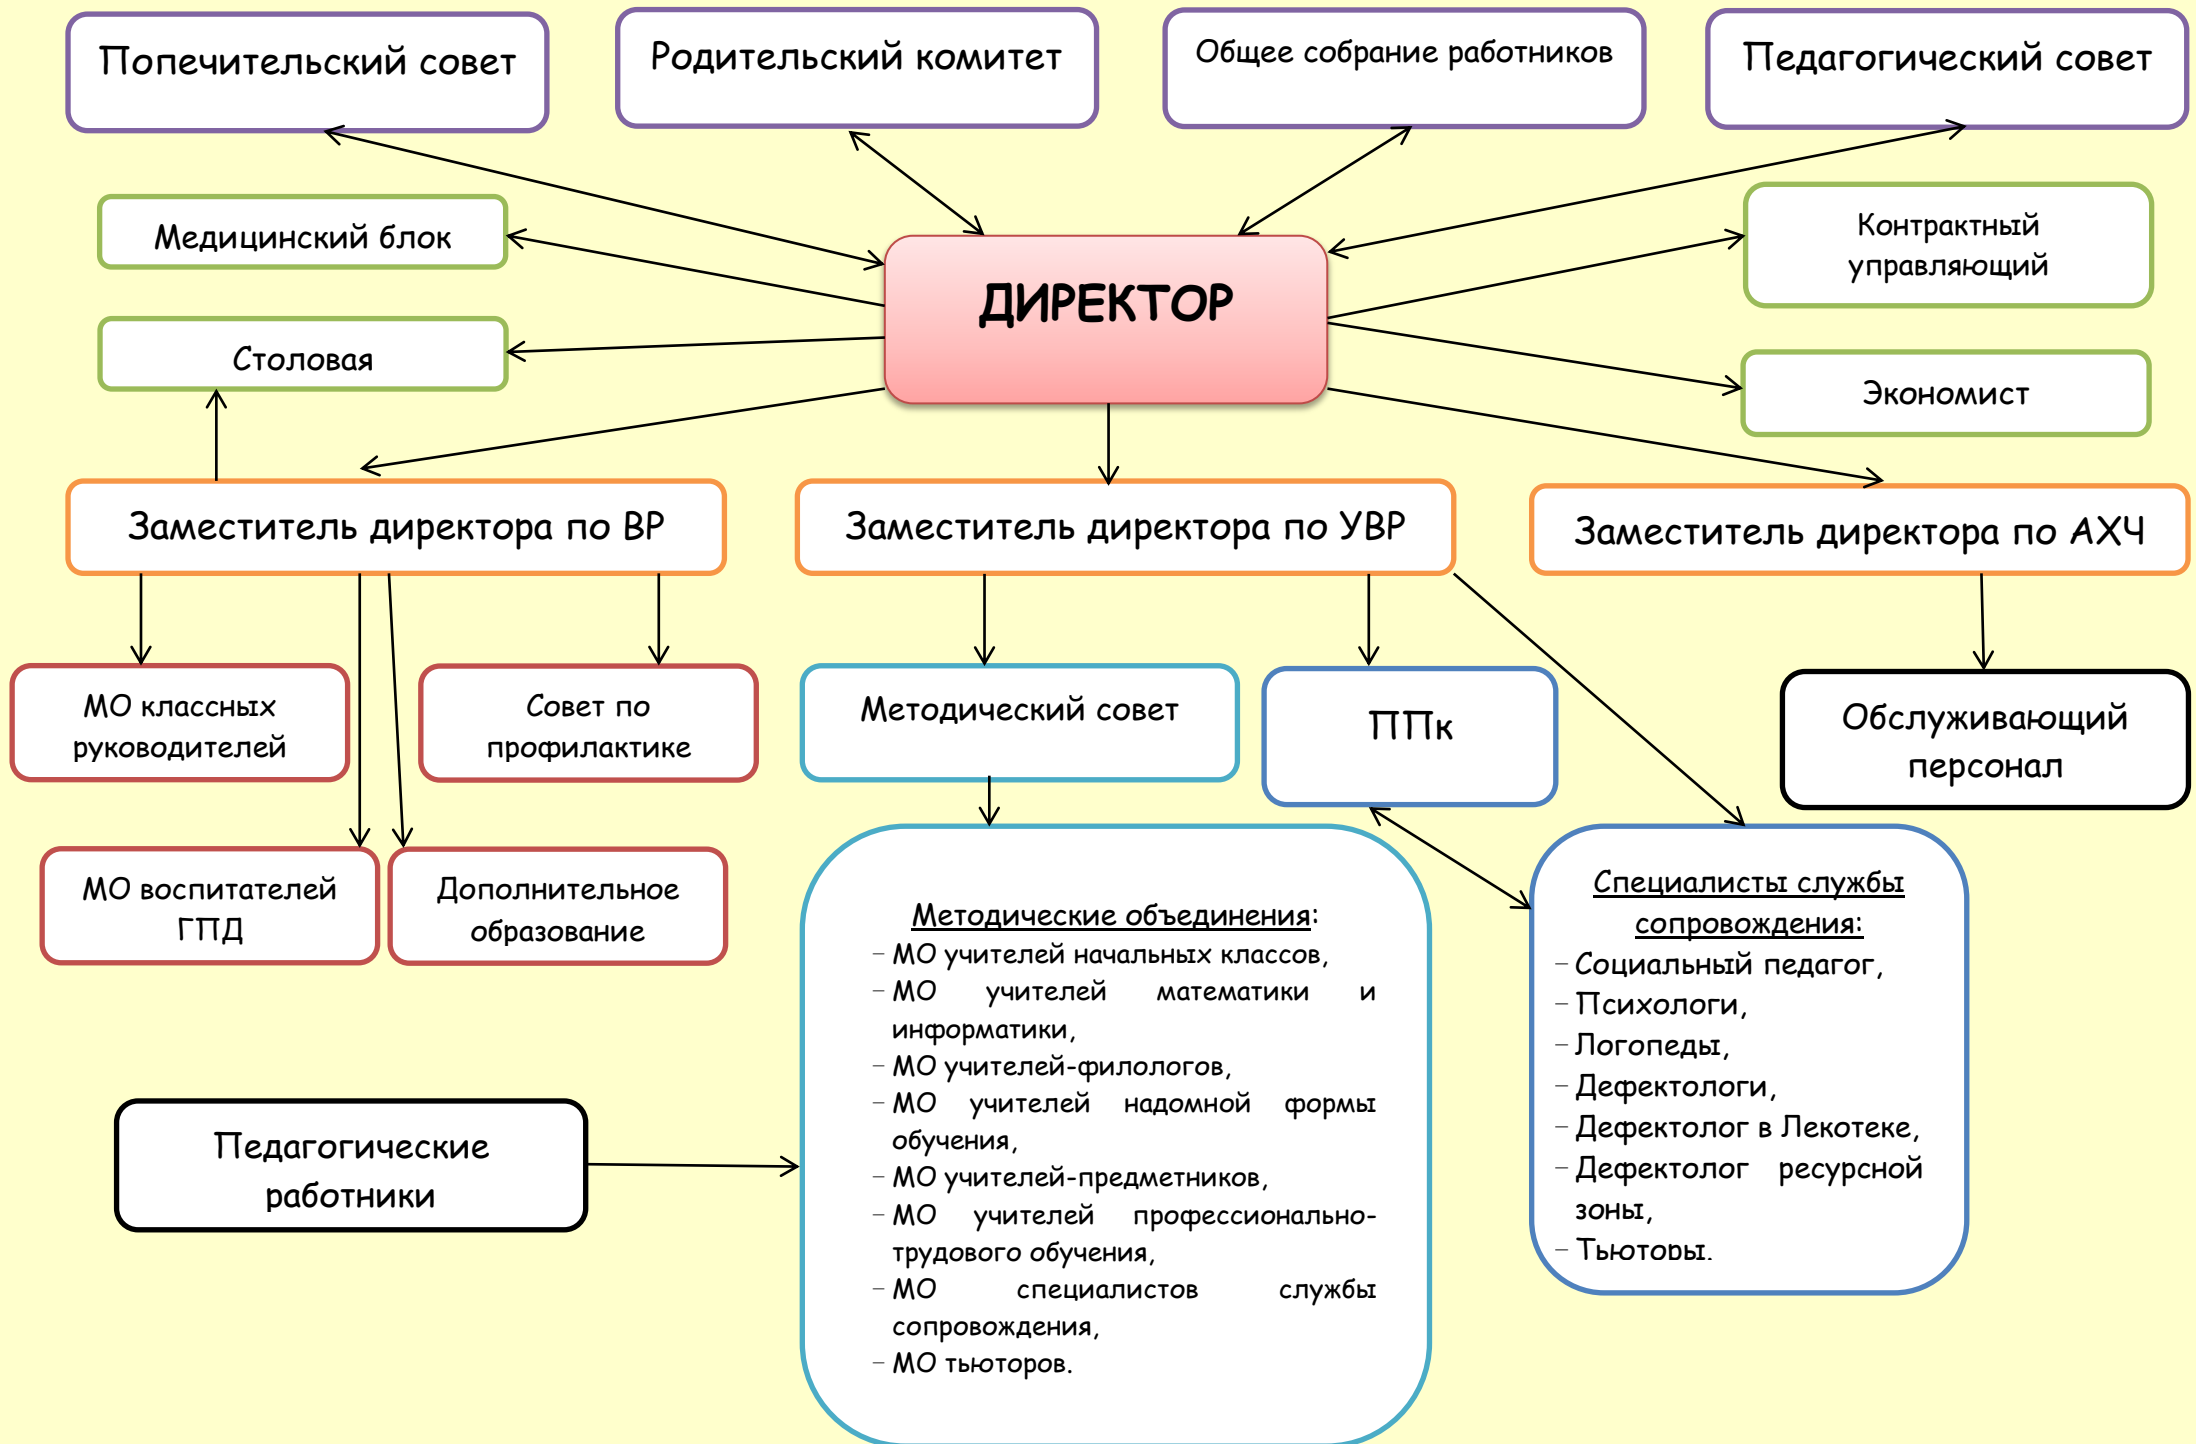 Попечительский совет
Родительский комитет
Общее собрание работников
Педагогический совет
Медицинский блок
Контрактный
управляющий
ДИРЕКТОР
Столовая
Экономист
Заместитель директора по ВР
Заместитель директора по УВР
Заместитель директора по АХЧ
МО классных
руководителей
Совет по
профилактике
Методический совет
ППк
Обслуживающий
персонал
МО воспитателей
ГПД
Дополнительное
образование
Методические объединения:
– МО учителей начальных классов,
– МО учителей математики и
информатики,
– МО учителей-филологов,
– МО учителей надомной формы
обучения,
– МО учителей-предметников,
– МО учителей профессионально-
трудового обучения,
– МО специалистов службы
сопровождения,
– МО тьюторов.
Специалисты службы
сопровождения:
– Социальный педагог,
– Психологи,
– Логопеды,
– Дефектологи,
– Дефектолог в Лекотеке,
– Дефектолог ресурсной
зоны,
– Тьюторы.
Педагогические
работники